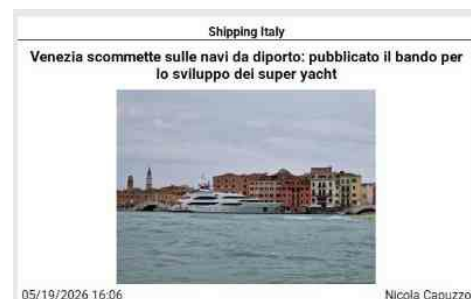 Shipping Italy
Venezia scommette sulle navi da diporto: pubblicato il bando per
lo sviluppo dei super yacht
05/19/2026 16:06
Nicola Capuzzo